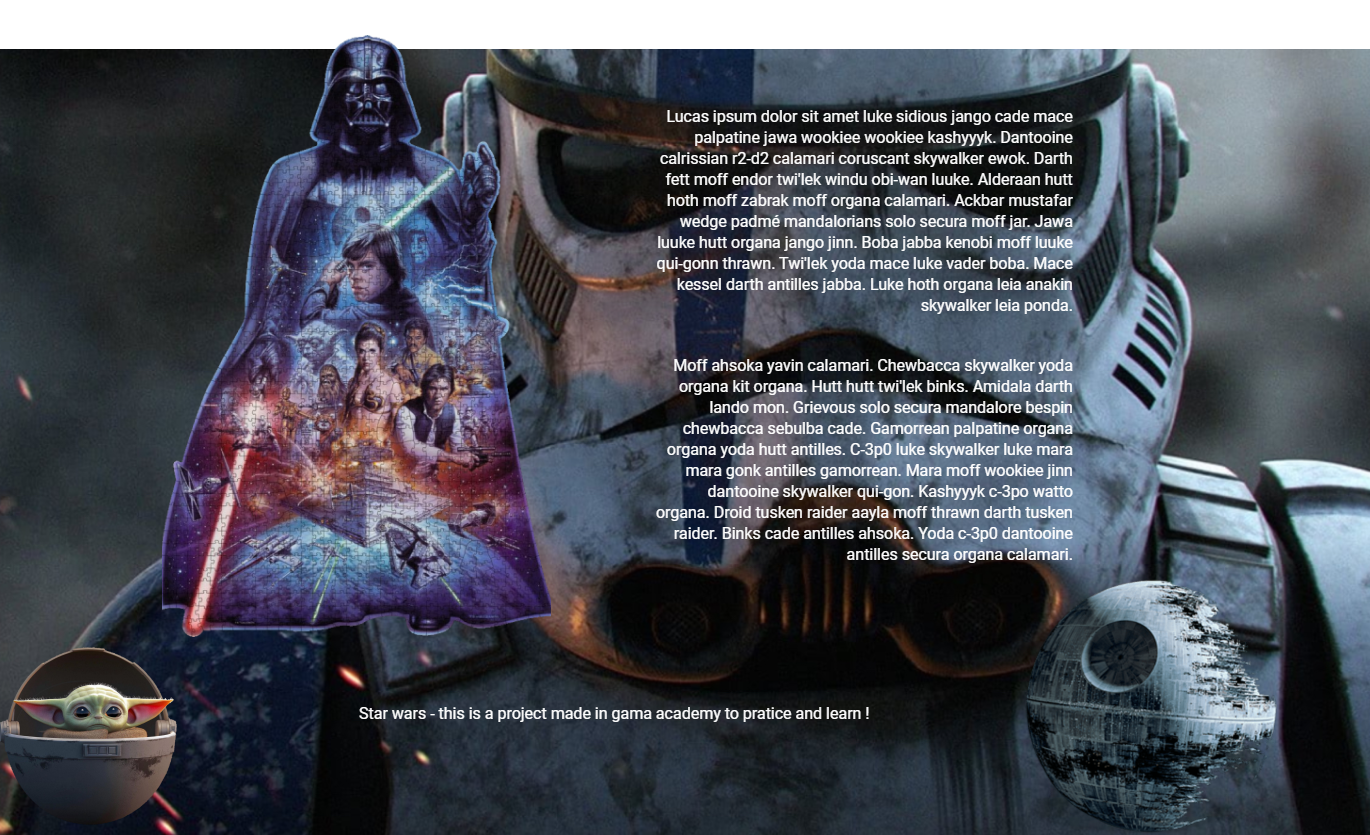 Lucas ipsum dolor sit amet luke sidious jango cade mace
palpatine jawa wookiee wookiee kashyyyk. Dantooine
calrissian r2-d2 calamari coruscant skywalker ewok. Darth
fett moff endor twi'lek windu obi-wan luuke. Alderaan hutt
hoth moff zabrak moff organa calamari. Ackbar mustafar
wedge padmé mandalorians solo secura moff jar. Jawa
luuke hutt organa jango jinn. Boba jabba kenobi moff luuke
qui-gonn thrawn. Twi'lek yoda mace luke vader boba. Mace
kessel darth antilles jabba. Luke hoth organa leia anakin
skywalker leia ponda.
Moff ahsoka yavin calamari. Chewbacca skywalker yoda
organa kit organa. Hutt hutt twi'lek binks. Amidala darth
lando mon. Grievous solo secura mandalore bespin
chewbacca sebulba cade. Gamorrean palpatine organa
organa yoda hutt antilles. C-3p0 luke skywalker luke mara
mara gonk antilles gamorrean. Mara moff wookiee jinn
dantooine skywalker qui-gon. Kashyyyk c-3po watto
organa. Droid tusken raider aayla moff thrawn darth tusken
raider. Binks cade antilles ahsoka. Yoda c-3p0 dantooine
antilles secura organa calamari.
Star wars - this is a project made in gama academy to pratice and learn !